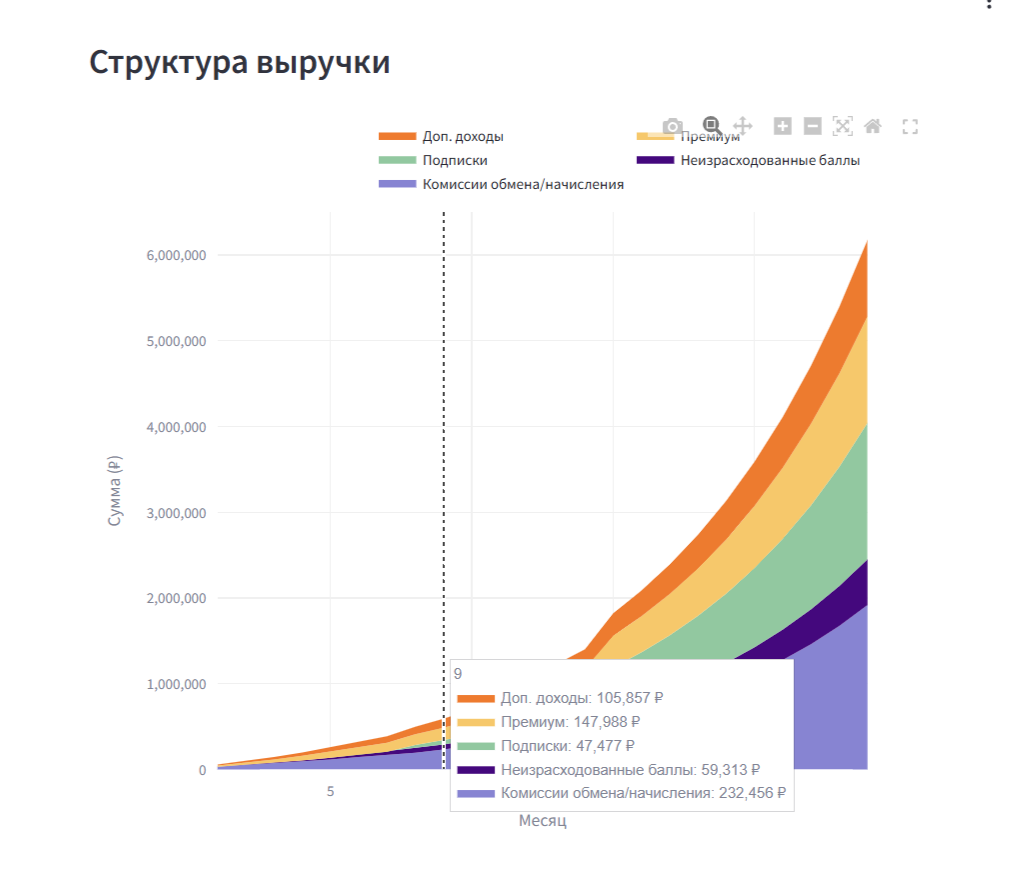 Структура выручки
Доп. доходы
Премиум
Подписки
Неизрасходованные баллы
Комиссии обмена/начисления
6,000,000
5,000,000
4,000,000
3,000,000
2,000,000
1,000,000
0
Сумма (₽)
5
9
Доп. доходы: 105,857 ₽
Премиум: 147,988 ₽
Подписки: 47,477 ₽
Неизрасходованные баллы: 59,313 ₽
Комиссии обмена/начисления: 232,456 ₽
Месяц